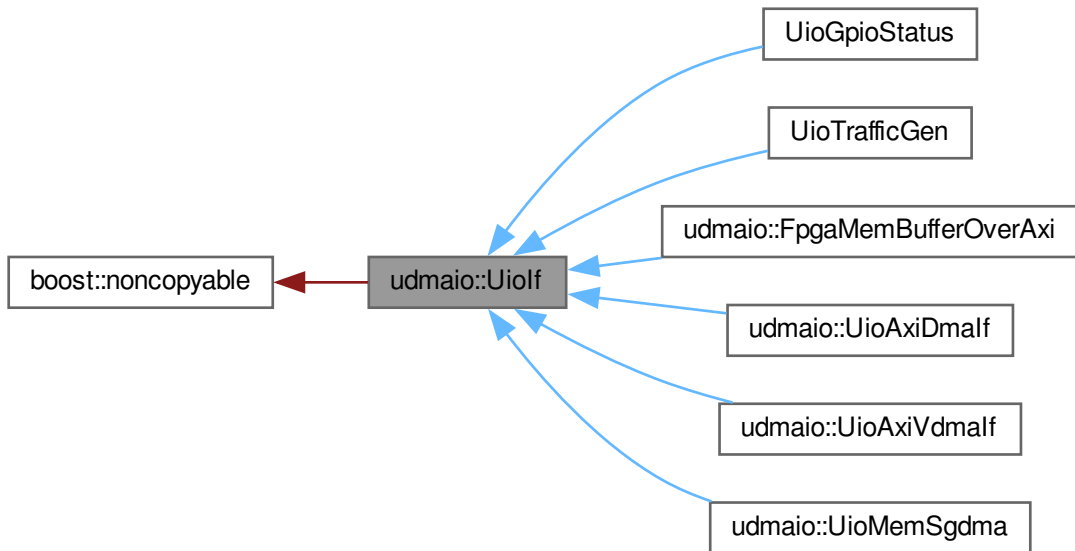 UioGpioStatus
UioTrafficGen
udmaio::FpgaMemBufferOverAxi
boost::noncopyable
udmaio::UioIf
udmaio::UioAxiDmaIf
udmaio::UioAxiVdmaIf
udmaio::UioMemSgdma